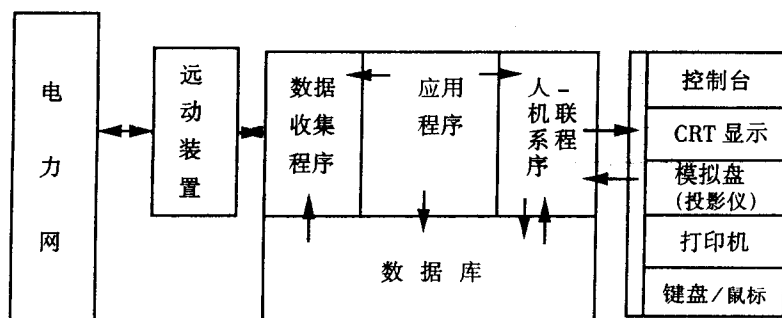 电力网
远动装置
数据
收集
程序
应用
程序
人-
机联
系程
序
数据库
控制台
CRT 显示
模拟盘
(投影仪)
打印机
键盘/鼠标